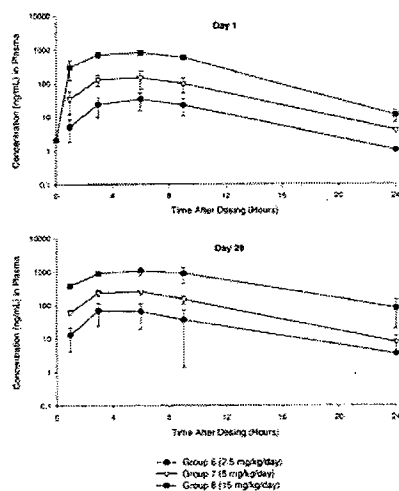 Day 1
Concentration (ng/mL) in Plasma
10000
1000
100
10
1
0.1
0 4 8 12 16 20 24
Time After Dosing (Hours)
Day 29
Concentration (ng/mL) in Plasma
10000
1000
100
10
1
0.1
0 4 8 12 16 20 24
Time After Dosing (Hours)
Group 6 (2.5 mg/kg/day)
Group 7 (5 mg/kg/day)
Group 8 (15 mg/kg/day)